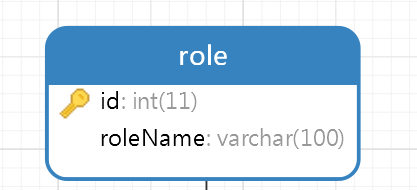 role
id: int(11)
roleName: varchar(100)